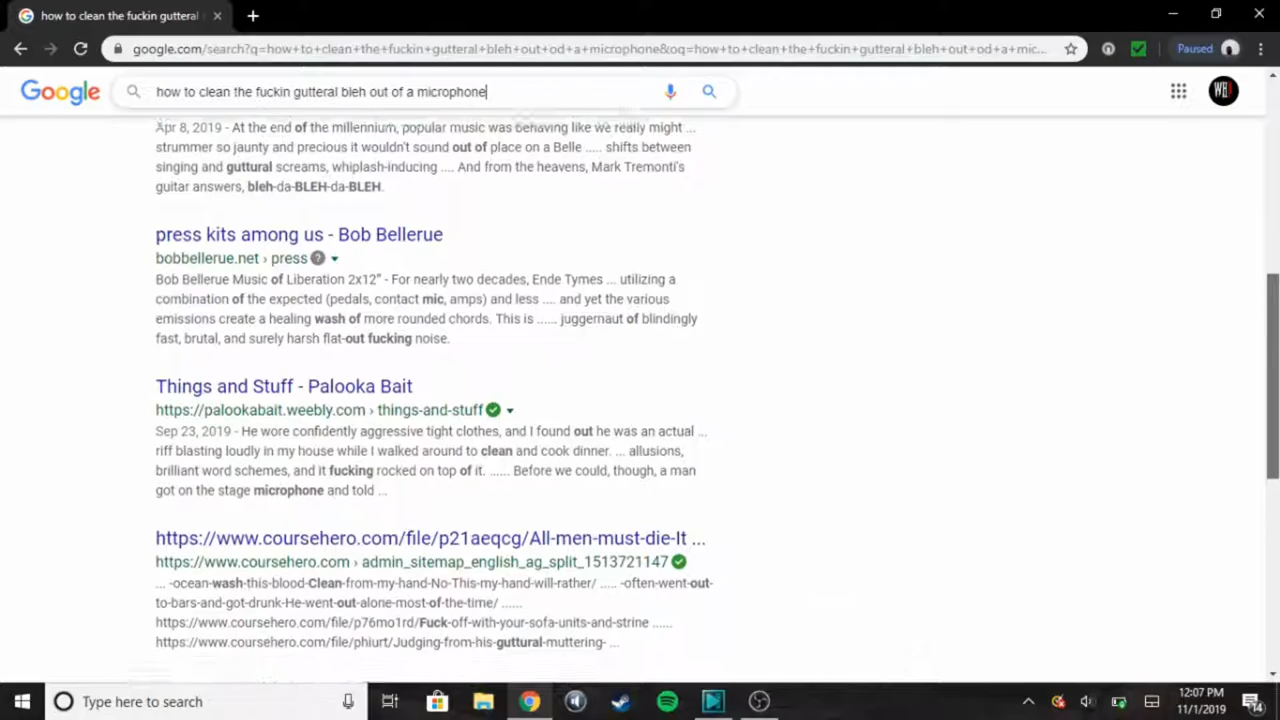 how to clean the fuckin gutteral
google.com/search?q=how+to+clean+the+fuckin+gutteral+bleh+out+od+a+microphone&oq=how+to+clean+the+fuckin+gutteral+bleh+out+od+a+mic...
Paused
Google
how to clean the fuckin gutteral bleh out of a microphone
WH
Apr 8, 2019 - At the end of the millennium, popular music was behaving like we really might ...
strummer so jaunty and precious it wouldn't sound out of place on a Belle ..... shifts between
singing and guttural screams, whiplash-inducing .... And from the heavens, Mark Tremonti's
guitar answers, bleh-da-BLEH-da-BLEH.
press kits among us - Bob Bellerue
bobbellerue.net › press
Bob Bellerue Music of Liberation 2x12" - For nearly two decades, Ende Tymes ... utilizing a
combination of the expected (pedals, contact mic, amps) and less .... and yet the various
emissions create a healing wash of more rounded chords. This is ...... juggernaut of blindingly
fast, brutal, and surely harsh flat-out fucking noise.
Things and Stuff - Palooka Bait
https://palookabait.weebly.com › things-and-stuff
Sep 23, 2019 - He wore confidently aggressive tight clothes, and I found out he was an actual ...
riff blasting loudly in my house while I walked around to clean and cook dinner. ... allusions,
brilliant word schemes, and it fucking rocked on top of it. ...... Before we could, though, a man
got on the stage microphone and told ...
https://www.coursehero.com/file/p21aeqcg/All-men-must-die-It ...
https://www.coursehero.com › admin_sitemap_english_ag_split_1513721147
... -ocean-wash-this-blood-Clean-from-my-hand-No-This-my-hand-will-rather/ ..... -often-went-out-
to-bars-and-got-drunk-He-went-out-alone-most-of-the-time/ ......
https://www.coursehero.com/file/p76mo1rd/Fuck-off-with-your-sofa-units-and-strine ......
https://www.coursehero.com/file/phiurt/Judging-from-his-guttural-muttering- ...
Type here to search
12:07 PM
11/1/2019
14